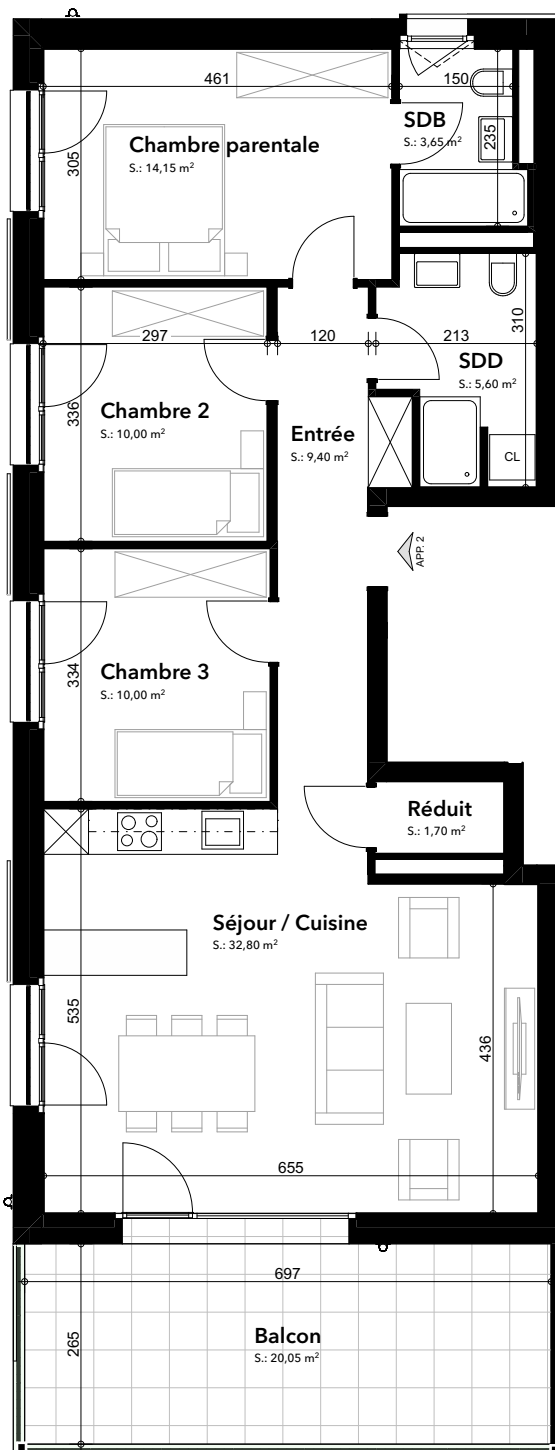 461
150
Chambre parentale
S.: 14,15 m²
SDB
S.: 3,65 m²
235
305
297
120
213
310
SDD
S.: 5,60 m²
336
Chambre 2
S.: 10,00 m²
Entrée
S.: 9,40 m²
CL
APP. 2
334
Chambre 3
S.: 10,00 m²
Réduit
S.: 1,70 m²
Séjour / Cuisine
S.: 32,80 m²
535
436
655
697
265
Balcon
S.: 20,05 m²